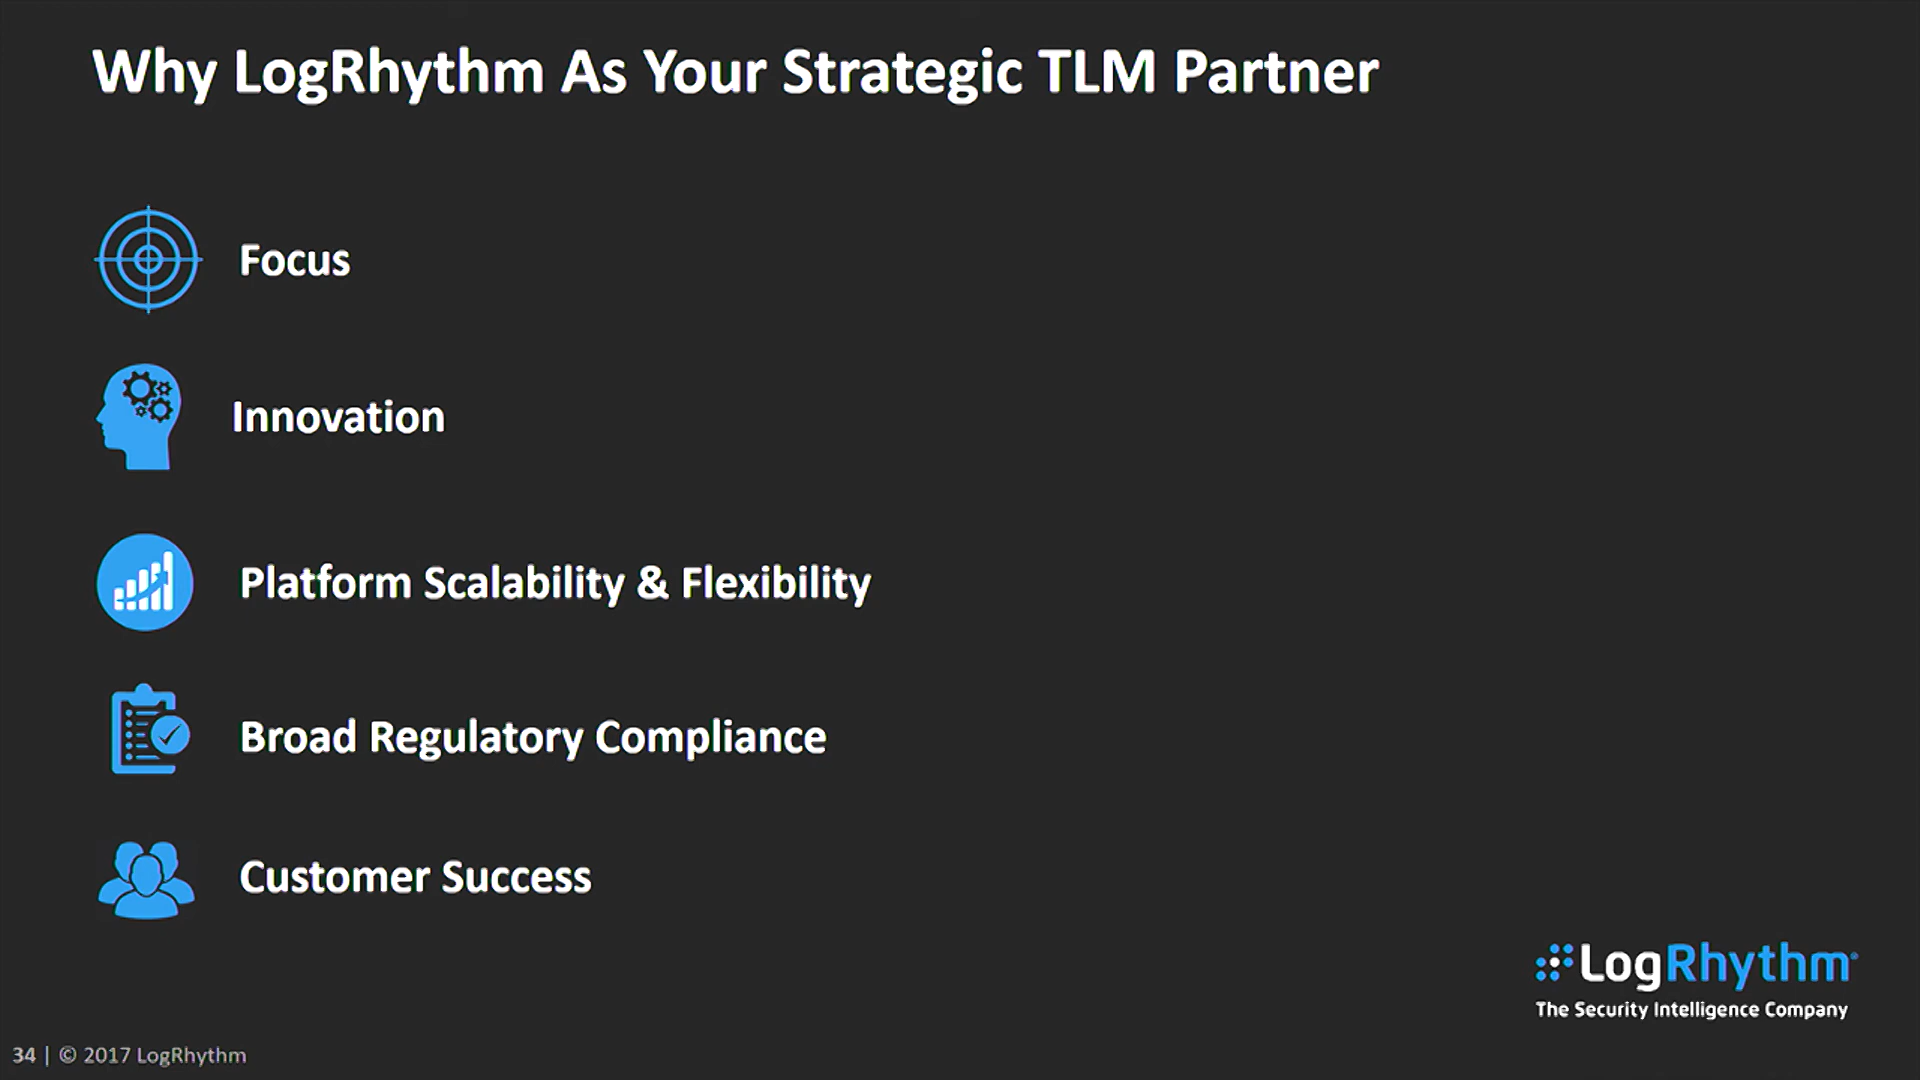 Why LogRhythm As Your Strategic TLM Partner
Focus
Innovation
Platform Scalability & Flexibility
Broad Regulatory Compliance
Customer Success
LogRhythm®
The Security Intelligence Company
34 | © 2017 LogRhythm